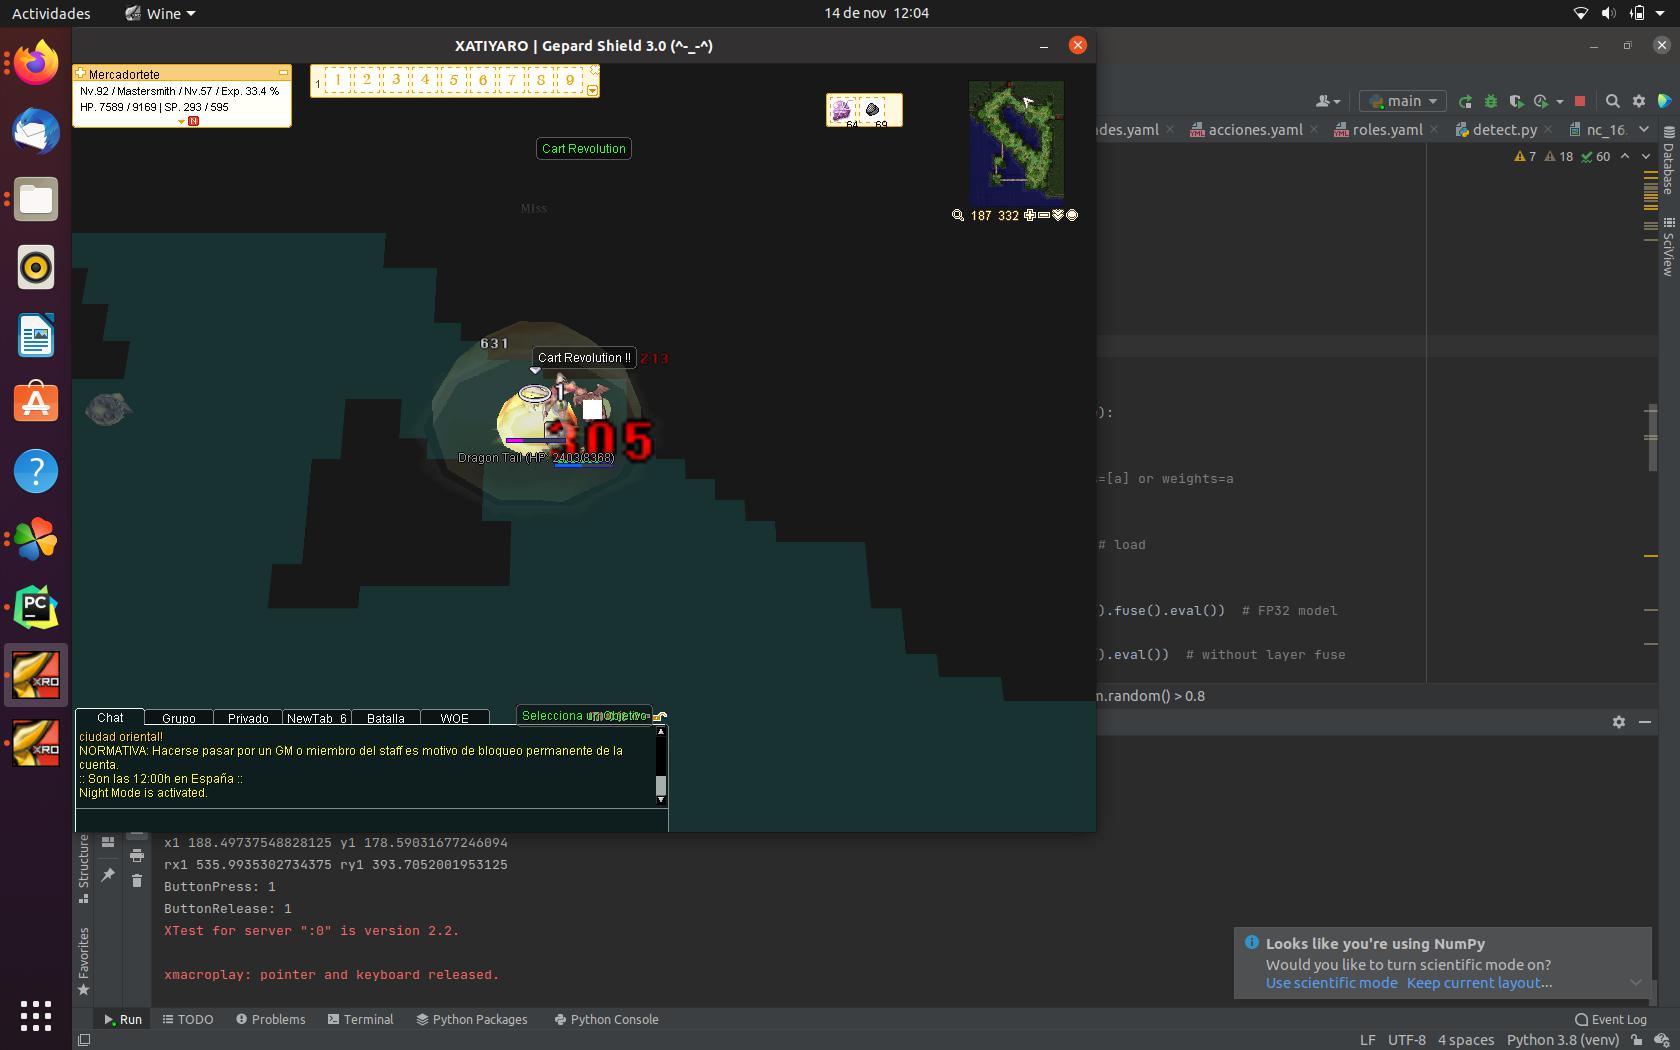 Actividades
Wine
14 de nov 12:04
XATIYARO | Gepard Shield 3.0 (^-_-^)
Mercadortete
Nv.92 / Mastersmith / Nv.57 / Exp. 33.4 %
HP. 7589 / 9169 | SP. 293 / 595
N
1
1 2 3 4 5 6 7 8 9
64 69
187 332
Cart Revolution
Miss
631
Cart Revolution !!
213
1
305
Dragon Tail (HP: 2403/8368)
Chat
Grupo
Privado
NewTab_6
Batalla
WOE
ciudad oriental!
NORMATIVA: Hacerse pasar por un GM o miembro del staff es motivo de bloqueo permanente de la
cuenta.
:: Son las 12:00h en España ::
Night Mode is activated.
main
des.yaml
acciones.yaml
roles.yaml
detect.py
nc_16.
7 18 60
Database
SciView
):
=[a] or weights=a
# load
).fuse().eval()) # FP32 model
).eval()) # without layer fuse
m.random() > 0.8
PC
XRO
XRO
Structure
Favorites
x1 188.49737548828125 y1 178.59031677246094
rx1 535.9935302734375 ry1 393.7052001953125
ButtonPress: 1
ButtonRelease: 1
XTest for server ":0" is version 2.2.
xmacroplay: pointer and keyboard released.
Looks like you're using NumPy
Would you like to turn scientific mode on?
Use scientific mode Keep current layout...
Run
TODO
Problems
Terminal
Python Packages
Python Console
Event Log
LF UTF-8 4 spaces Python 3.8 (venv)